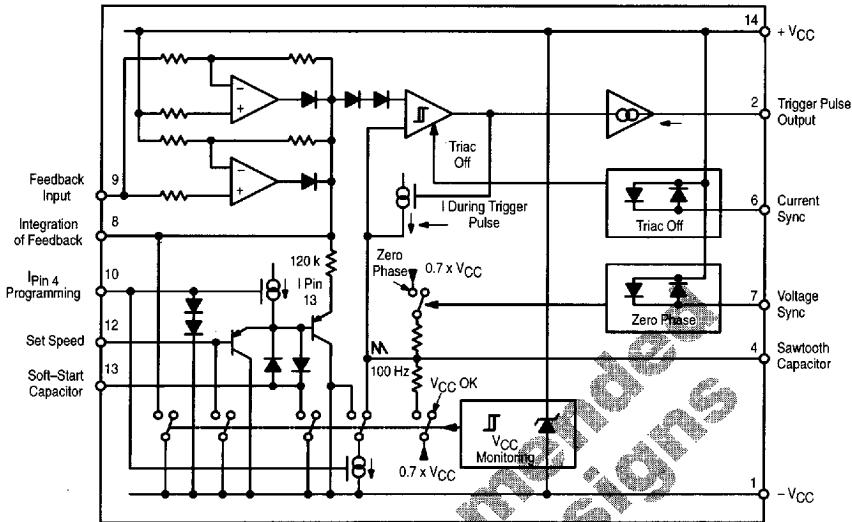 14
+ VCC
2
Trigger Pulse
Output
Triac
Off
Feedback
Input
9
I During Trigger
Pulse
Triac Off
6
Current
Sync
Integration
of Feedback
8
120 k
I Pin
13
Zero
Phase
0.7 x VCC
IPin 4
Programming
10
Zero Phase
7
Voltage
Sync
Set Speed
12
100 Hz
4
Sawtooth
Capacitor
Soft–Start
Capacitor
13
VCC OK
VCC
Monitoring
0.7 x VCC
1
– VCC
mended
signs